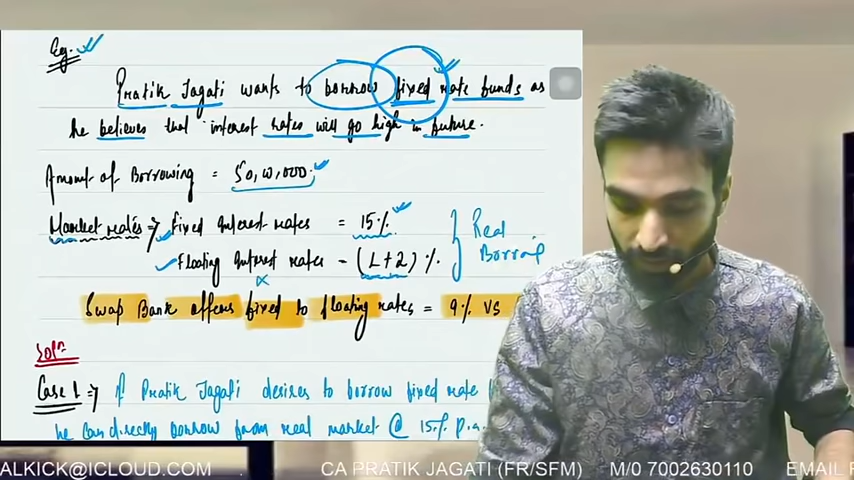 Eg.
Pratik Jagati wants to borrow fixed rate funds as
he believes that interest rates will go high in future.
Amount of Borrowing = 50,00,000.
Market rates => Fixed Interest rates = 15%
Floating Interest rates = (L+2)%
Real
Swap Bank offers fixed to floating rates = 9% VS
Soln
Case 1 => If Pratik Jagati desires to borrow fixed rate
he can directly borrow from real market @ 15% p.a.
ALKICK@ICLOUD.COM CA PRATIK JAGATI (FR/SFM) M/0 7002630110 EMAIL